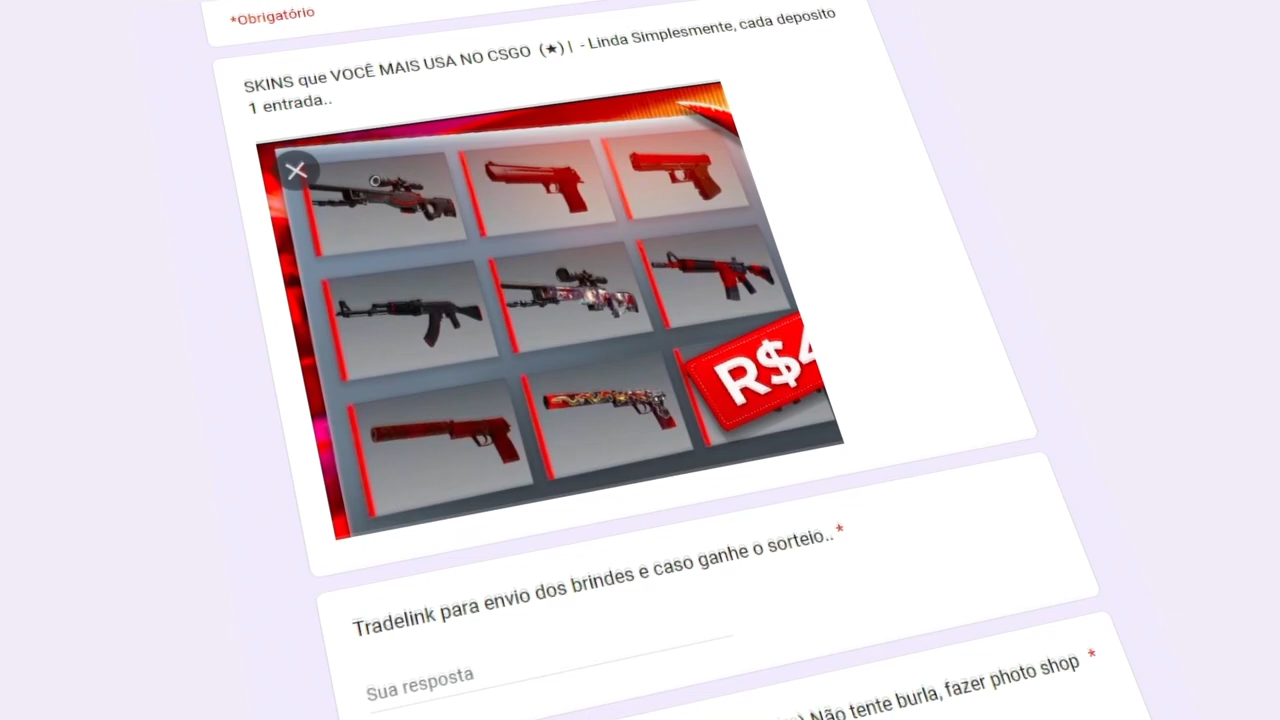 *Obrigatório
SKINS que VOCÊ MAIS USA NO CSGO (★) | - Linda Simplesmente, cada deposito
1 entrada..
R$4
Tradelink para envio dos brindes e caso ganhe o sorteio.. *
Sua resposta
) Não tente burla, fazer photo shop *